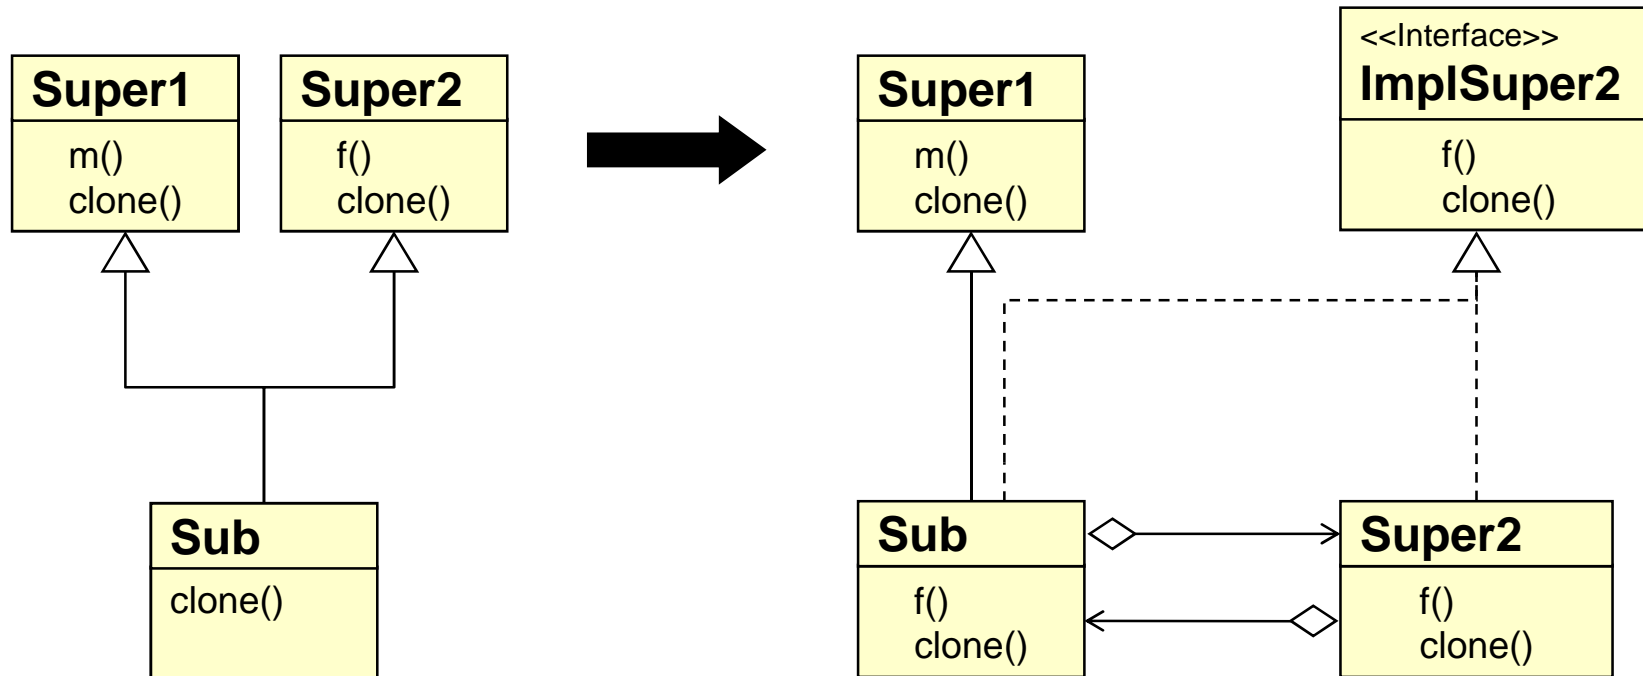 Super1
m()
clone()
Super2
f()
clone()
Sub
clone()
Super1
m()
clone()
<<Interface>>
ImplSuper2
f()
clone()
Sub
f()
clone()
Super2
f()
clone()